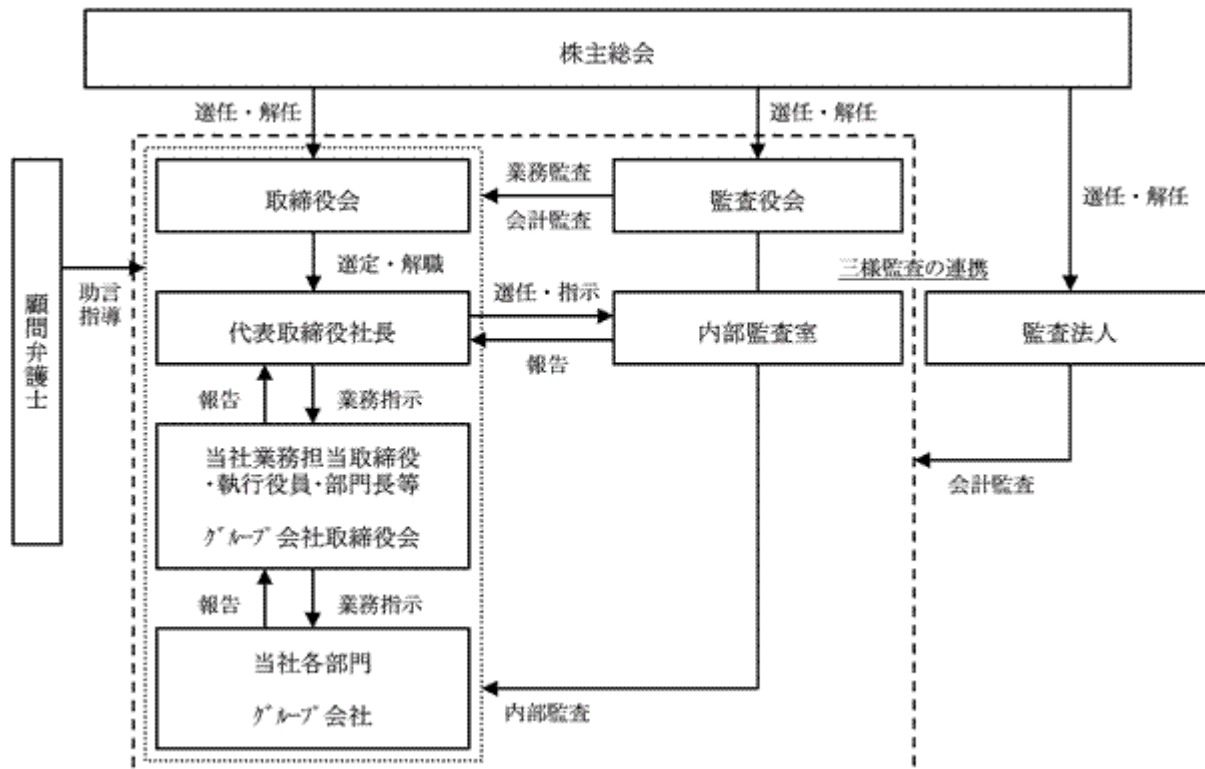 株主総会
選任・解任
選任・解任
選任・解任
顧問弁護士
助言
指導
取締役会
業務監査
会計監査
監査役会
選定・解職
三様監査の連携
代表取締役社長
選任・指示
報告
内部監査室
監査法人
報告
業務指示
当社業務担当取締役
・執行役員・部門長等
グループ会社取締役会
会計監査
報告
業務指示
当社各部門
グループ会社
内部監査